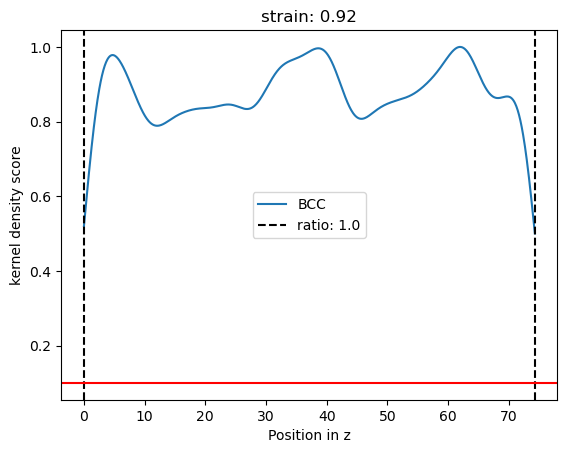 strain: 0.92
kernel density score
1.0
0.8
0.6
0.4
0.2
BCC
ratio: 1.0
0 10 20 30 40 50 60 70
Position in z